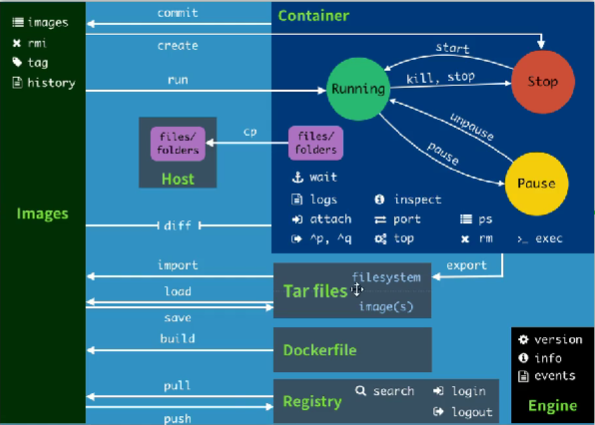 commit
Container
images
rmi
tag
history
create
start
run
Running
kill, stop
Stop
unpause
pause
Pause
files/
folders
Host
cp
files/
folders
wait
logs
inspect
attach
port
ps
^p, ^q
top
rm
>_ exec
Images
diff
import
load
save
Tar files
filesystem
image(s)
export
build
Dockerfile
version
info
events
Engine
pull
push
Registry
search
login
logout